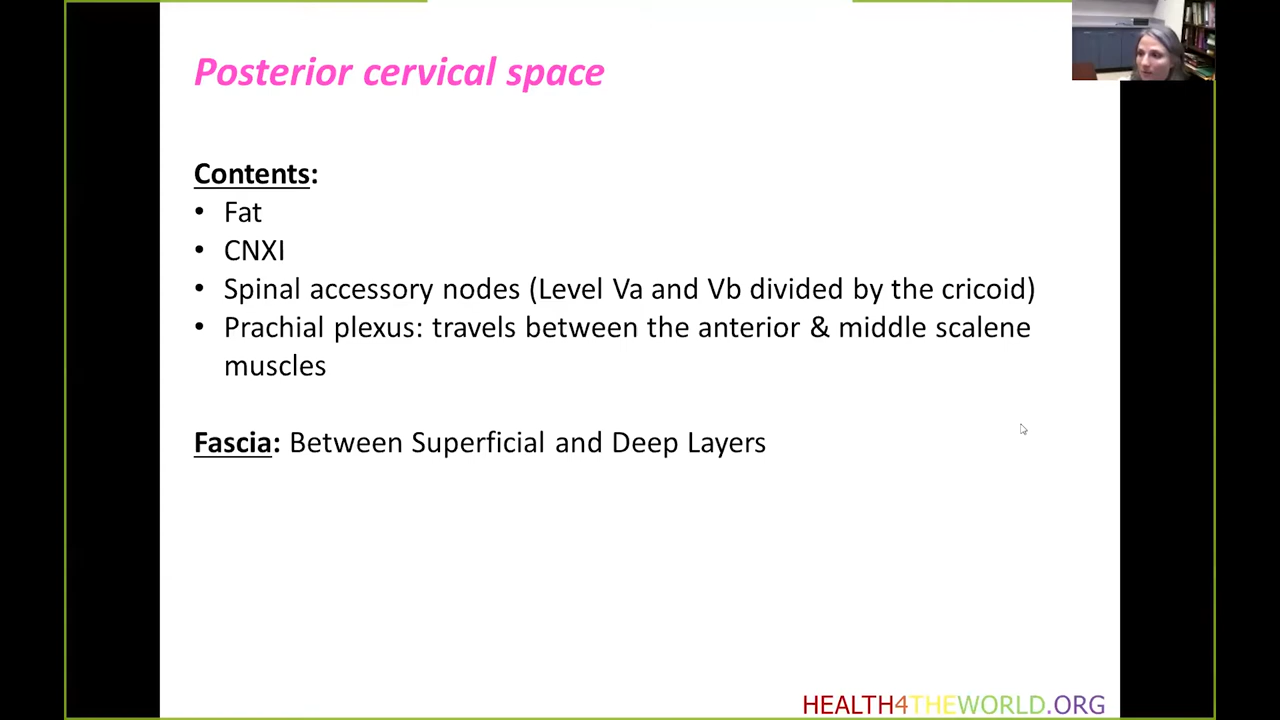 Posterior cervical space
Contents:
• Fat
• CNXI
• Spinal accessory nodes (Level Va and Vb divided by the cricoid)
• Prachial plexus: travels between the anterior & middle scalene
muscles
Fascia: Between Superficial and Deep Layers
HEALTH4THEWORLD.ORG